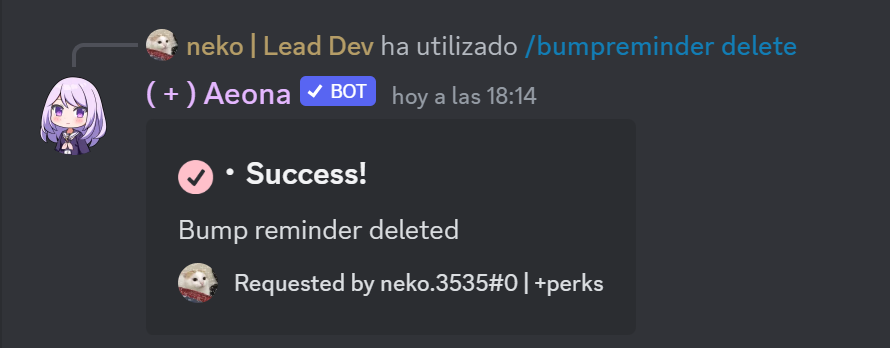 neko | Lead Dev ha utilizado /bumpreminder delete
( + ) Aeona ✓ BOT hoy a las 18:14
✓ • Success!
Bump reminder deleted
Requested by neko.3535#0 | +perks